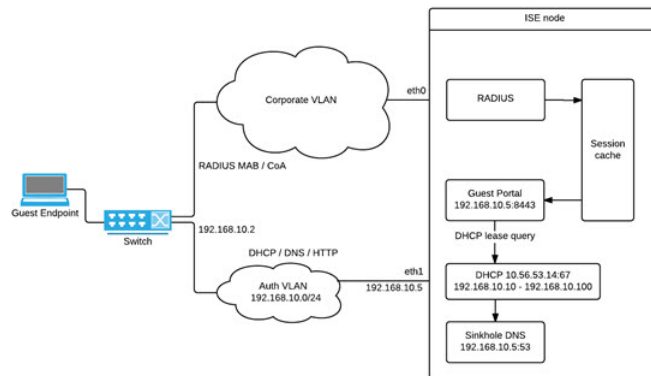 ISE node
Corporate VLAN
eth0
RADIUS
Session
cache
RADIUS MAB / CoA
Guest Portal
192.168.10.5:8443
Guest Endpoint
Switch
192.168.10.2
DHCP lease query
DHCP / DNS / HTTP
eth1
192.168.10.5
Auth VLAN
192.168.10.0/24
DHCP 10.56.53.14:67
192.168.10.10 - 192.168.10.100
Sinkhole DNS
192.168.10.5:53